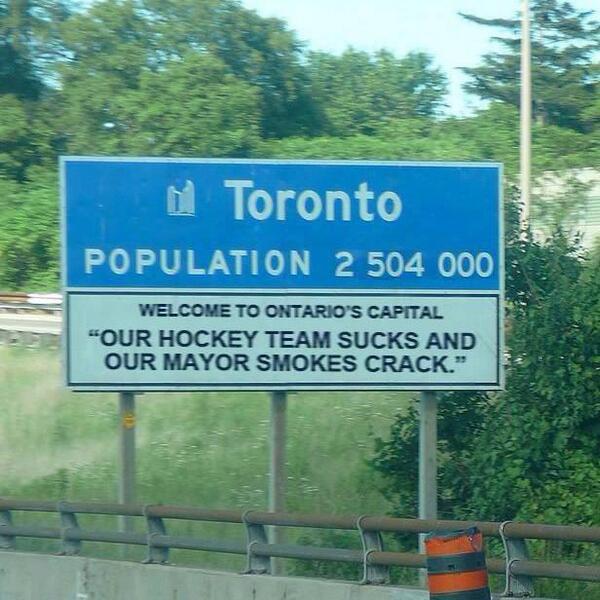 Toronto
POPULATION 2 504 000
WELCOME TO ONTARIO'S CAPITAL
“OUR HOCKEY TEAM SUCKS AND
OUR MAYOR SMOKES CRACK.”